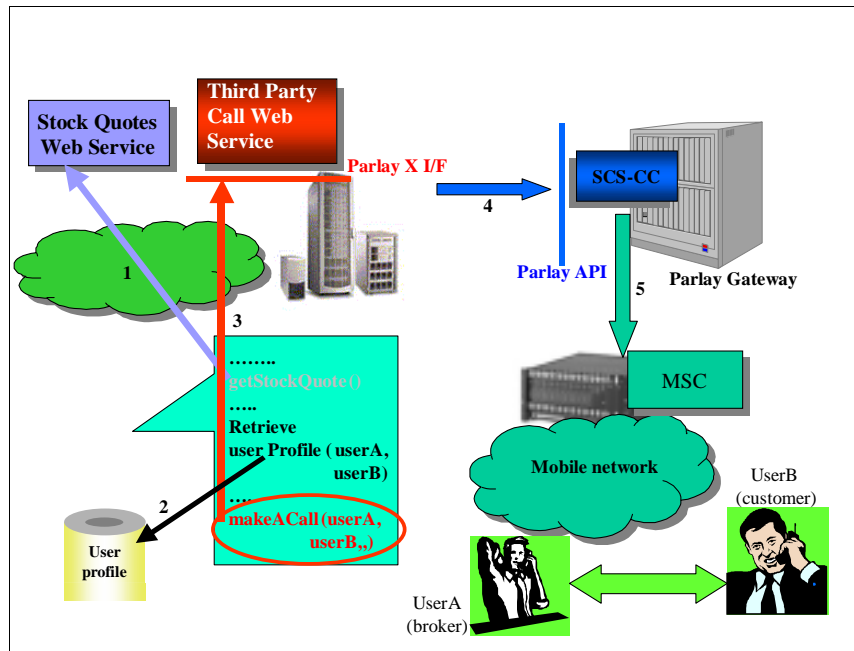 Third Party
Call Web
Service
Stock Quotes
Web Service
Parlay X I/F
SCS-CC
4
1
Parlay API
Parlay Gateway
5
3
……..
getStockQuote()
…..
Retrieve
user Profile (userA,
userB)
….
makeACall(userA,
userB,,)
2
User
profile
MSC
Mobile network
UserB
(customer)
UserA
(broker)